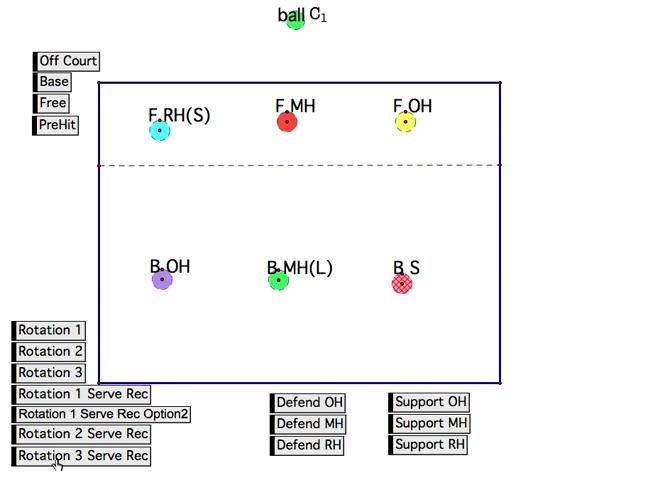 ball C1
Off Court
Base
Free
PreHit
F.RH(S)
F.MH
F.OH
B.OH
B.MH(L)
B S
Rotation 1
Rotation 2
Rotation 3
Rotation 1 Serve Rec
Rotation 1 Serve Rec Option2
Rotation 2 Serve Rec
Rotation 3 Serve Rec
Defend OH
Defend MH
Defend RH
Support OH
Support MH
Support RH